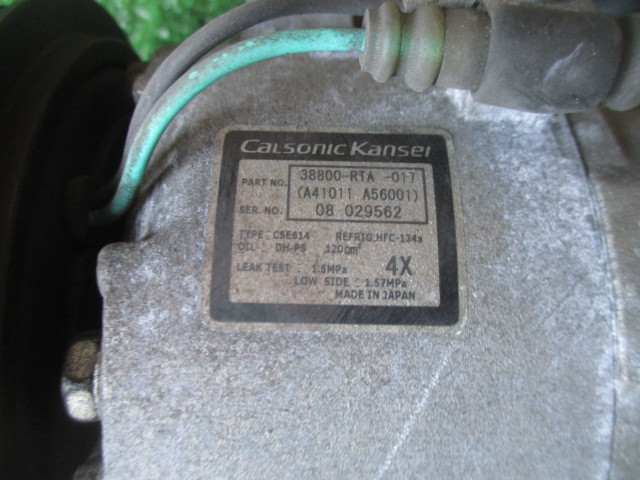 CALSONIC KANSEI
PART NO. 38800-RTA -017
(A41011 A56001)
SER. NO. 08 029562
TYPE : CSE614 REFRIG:HFC-134a
OIL : DH-PS 120cm³
LEAK TEST : 1.5MPa 4X
LOW SIDE : 1.57MPa
MADE IN JAPAN